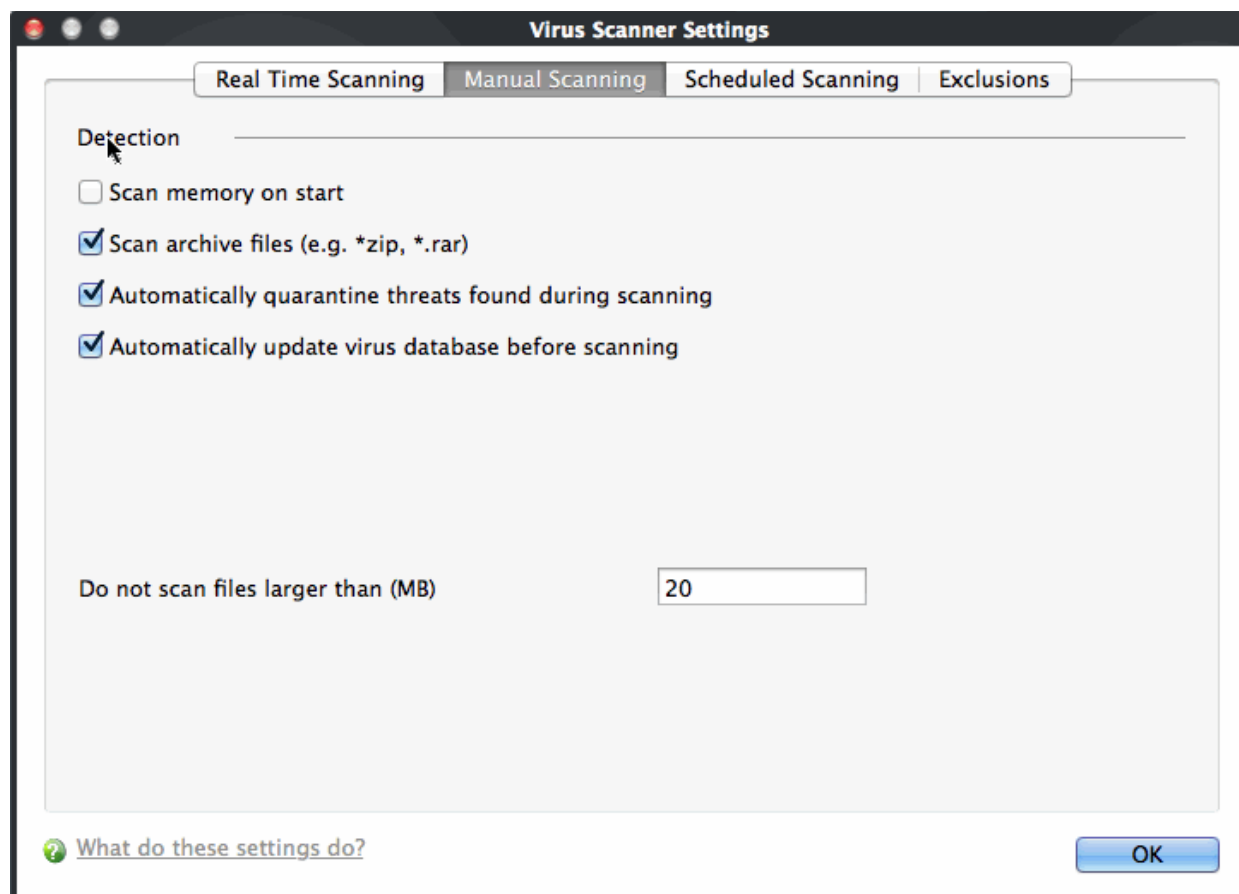 Virus Scanner Settings
Real Time Scanning Manual Scanning Scheduled Scanning Exclusions
Detection
Scan memory on start
Scan archive files (e.g. *zip, *.rar)
Automatically quarantine threats found during scanning
Automatically update virus database before scanning
Do not scan files larger than (MB) 20
What do these settings do?
OK